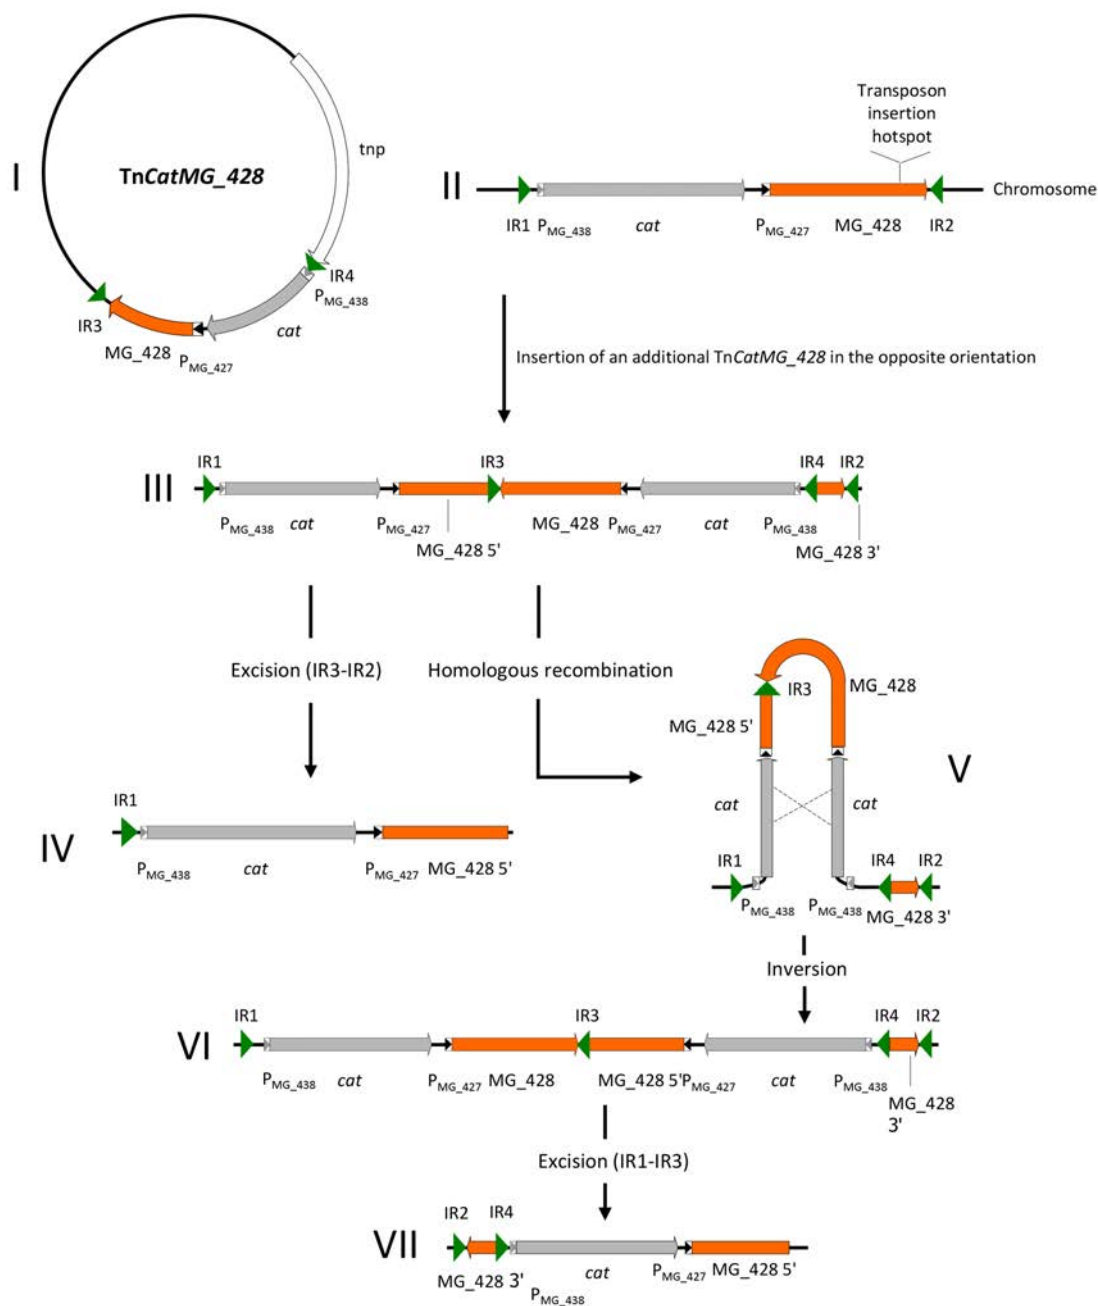 I
TnCatMG_428
tnp
IR4
PMG_438
cat
PMG_427
MG_428
IR3
Transposon
insertion
hotspot
II
Chromosome
IR1 PMG_438 cat PMG_427 MG_428 IR2
Insertion of an additional TnCatMG_428 in the opposite orientation
III
IR1 IR3 IR4 IR2
PMG_438 cat PMG_427 MG_428 PMG_427 cat PMG_438
MG_428 5' MG_428 3'
Excision (IR3-IR2)
Homologous recombination
IV
IR1
PMG_438 cat PMG_427 MG_428 5'
V
MG_428
IR3
MG_428 5'
cat cat
IR1 IR4 IR2
PMG_438 PMG_438 MG_428 3'
Inversion
VI
IR1 IR3 IR4 IR2
PMG_438 cat PMG_427 MG_428 MG_428 5' PMG_427 cat PMG_438 MG_428
3'
Excision (IR1-IR3)
VII
IR2 IR4
MG_428 3' cat PMG_427 MG_428 5'
PMG_438